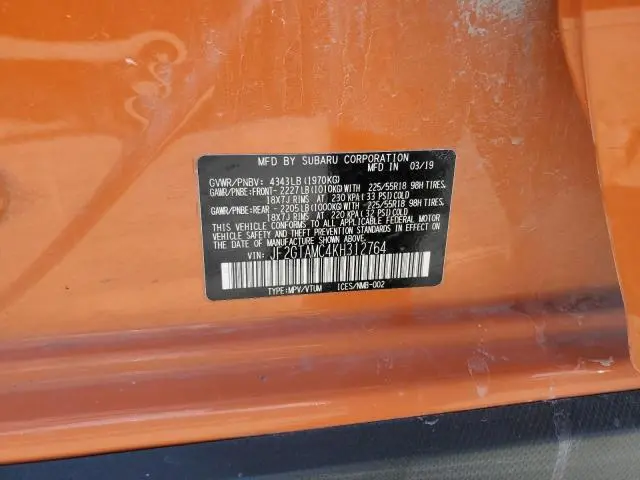 MFD BY SUBARU CORPORATION
MFD IN 03/19
GVWR/PNBV: 4343LB(1970KG)
GAWR/PNBE:FRONT- 2227LB(1010KG)WITH 225/55R18 98H TIRES,
18X7J RIMS AT 230 KPA(33 PSI)COLD
GAWR/PNBE:REAR - 2205LB(1000KG)WITH 225/55R18 98H TIRES,
18X7J RIMS AT 220 KPA(32 PSI)COLD
THIS VEHICLE CONFORMS TO ALL APPLICABLE FEDERAL MOTOR
VEHICLE SAFETY AND THEFT PREVENTION STANDARDS IN EFFECT
ON THE DATE OF MANUFACTURE SHOWN ABOVE.
VIN: JF2GTAMC4KH312764
TYPE:MPV/VTUM ICES/NMB-002